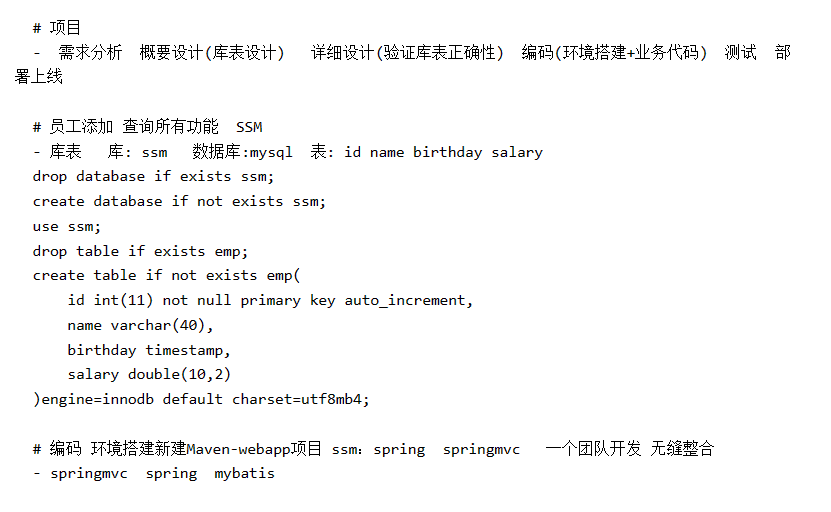 # 项目
-  需求分析  概要设计(库表设计)   详细设计(验证库表正确性)  编码(环境搭建+业务代码)  测试  部
署上线
# 员工添加 查询所有功能  SSM
- 库表   库: ssm   数据库:mysql  表: id name birthday salary
drop database if exists ssm;
create database if not exists ssm;
use ssm;
drop table if exists emp;
create table if not exists emp(
    id int(11) not null primary key auto_increment,
    name varchar(40),
    birthday timestamp,
    salary double(10,2)
)engine=innodb default charset=utf8mb4;
# 编码 环境搭建新建Maven-webapp项目 ssm：spring  springmvc   一个团队开发 无缝整合
- springmvc  spring  mybatis